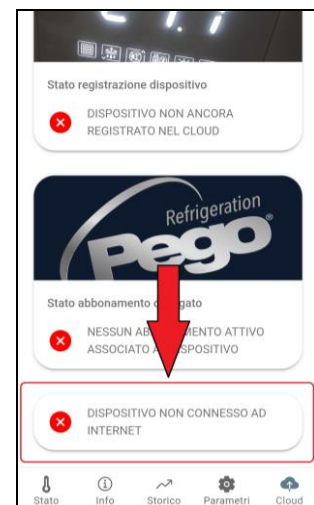 Stato registrazione dispositivo
DISPOSITIVO NON ANCORA
REGISTRATO NEL CLOUD
Refrigeration
Pego
Stato abbonamento
NESSUN
ATTIVO
ASSOCIATO
DISPOSITIVO NON CONNESSO AD
INTERNET
Stato Info Storico Parametri Cloud